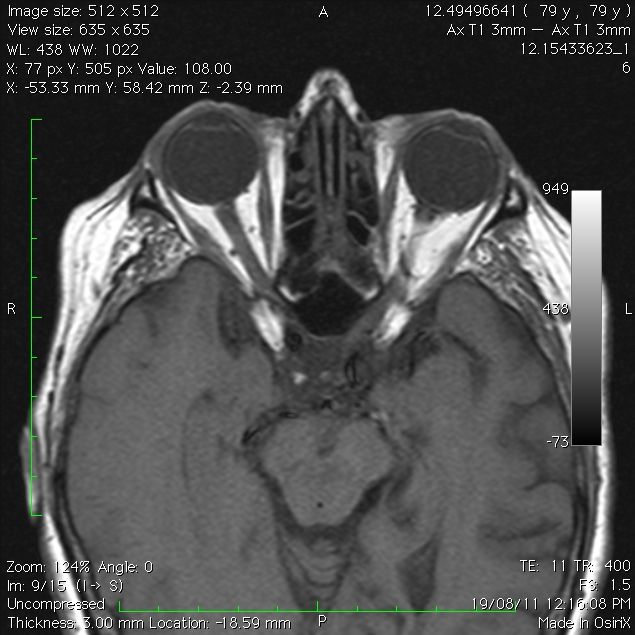 Image size: 512 x 512
View size: 635 x 635
WL: 438 WW: 1022
X: 77 px Y: 505 px Value: 108.00
X: -53.33 mm Y: 58.42 mm Z: -2.39 mm
A
12.49496641 ( 79 y, 79 y )
Ax T1 3mm — Ax T1 3mm
12.15433623_1
6
949
R
438
L
-73
Zoom: 124% Angle: 0
Im: 9/15 (I-> S)
Uncompressed
Thickness: 3.00 mm Location: -18.59 mm
P
TE: 11 TR: 400
FS: 1.5
19/08/11 12:16:08 PM
Made In OsiriX